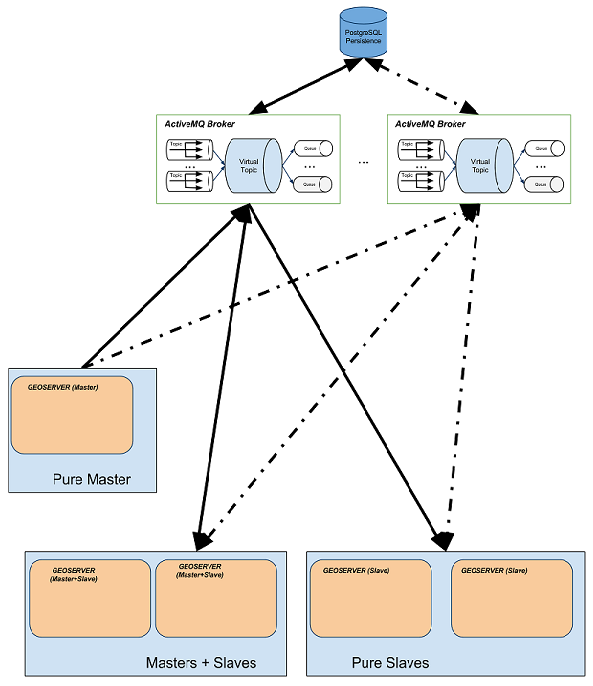 PostgreSQL
Persistence
ActiveMQ Broker
Topic
...
Topic
Virtual
Topic
Queue
...
Queue
...
ActiveMQ Broker
Topic
...
Topic
Virtual
Topic
Queue
...
Queue
GEOSERVER (Master)
Pure Master
GEOSERVER
(Master+Slave)
GEOSERVER
(Master+Slave)
Masters + Slaves
GEOSERVER (Slave)
GEOSERVER (Slave)
Pure Slaves